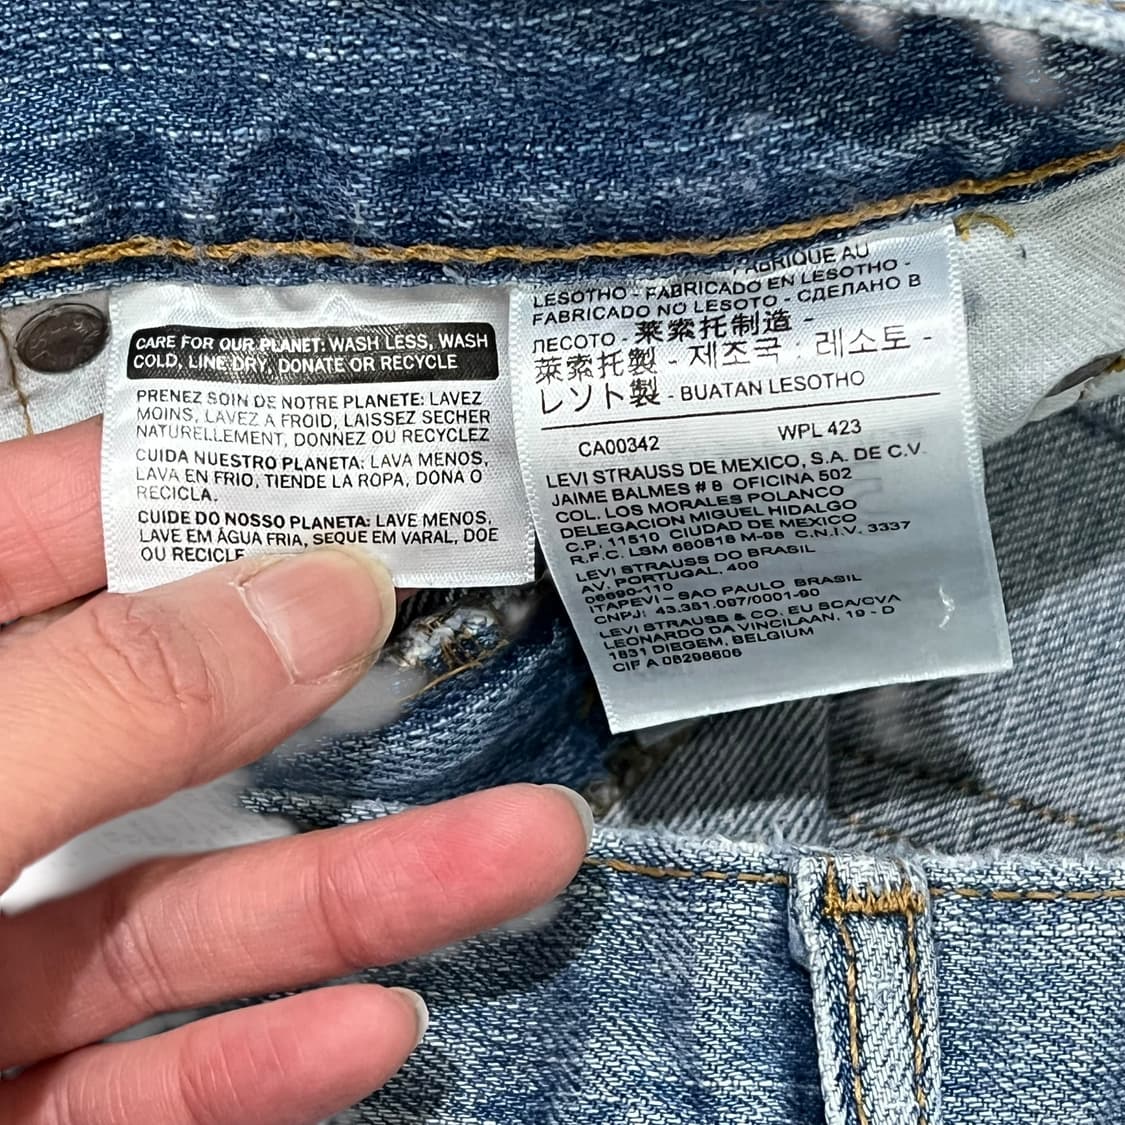 CARE FOR OUR PLANET: WASH LESS, WASH
COLD, LINE DRY, DONATE OR RECYCLE
PRENEZ SOIN DE NOTRE PLANETE: LAVEZ
MOINS, LAVEZ A FROID, LAISSEZ SECHER
NATURELLEMENT, DONNEZ OU RECYCLEZ
CUIDA NUESTRO PLANETA: LAVA MENOS,
LAVA EN FRIO, TIENDE LA ROPA, DONA O
RECICLA.
CUIDE DO NOSSO PLANETA: LAVE MENOS,
LAVE EM ÁGUA FRIA, SEQUE EM VARAL, DOE
OU RECICLE
FABRIQUE AU
LESOTHO - FABRICADO EN LESOTHO -
FABRICADO NO LESOTO - СДЕЛАНО В
ЛЕСОТО - 莱索托制造 -
萊索托製 - 제조국 : 레소토 -
レソト製 - BUATAN LESOTHO
CA00342 WPL 423
LEVI STRAUSS DE MEXICO, S.A. DE C.V.
JAIME BALMES # 8 OFICINA 502
COL. LOS MORALES POLANCO
DELEGACION MIGUEL HIDALGO
C.P. 11510 CIUDAD DE MEXICO
R.F.C. LSM 660818 M-98 C.N.I.V. 3337
LEVI STRAUSS DO BRASIL
AV. PORTUGAL, 400
06690-110
ITAPEVI – SAO PAULO BRASIL
CNPJ: 43.351.097/0001-90
LEVI STRAUSS & CO. EU BCA/CVA
LEONARDO DA VINCILAAN, 19 - D
1831 DIEGEM, BELGIUM
CIF A 08298606